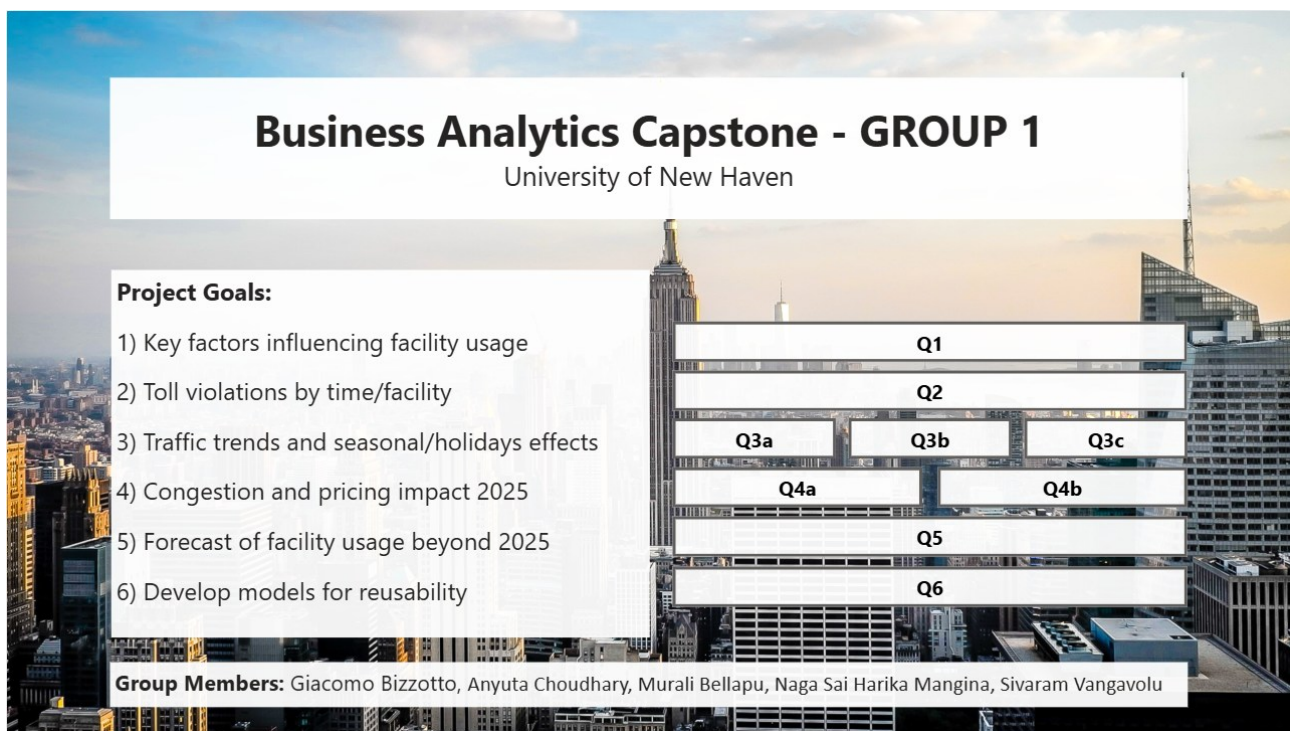 Business Analytics Capstone - GROUP 1
University of New Haven
Project Goals:
1) Key factors influencing facility usage
Q1
2) Toll violations by time/facility
Q2
3) Traffic trends and seasonal/holidays effects
Q3a Q3b Q3c
4) Congestion and pricing impact 2025
Q4a Q4b
5) Forecast of facility usage beyond 2025
Q5
6) Develop models for reusability
Q6
Group Members: Giacomo Bizzotto, Anyuta Choudhary, Murali Bellapu, Naga Sai Harika Mangina, Sivaram Vangavolu